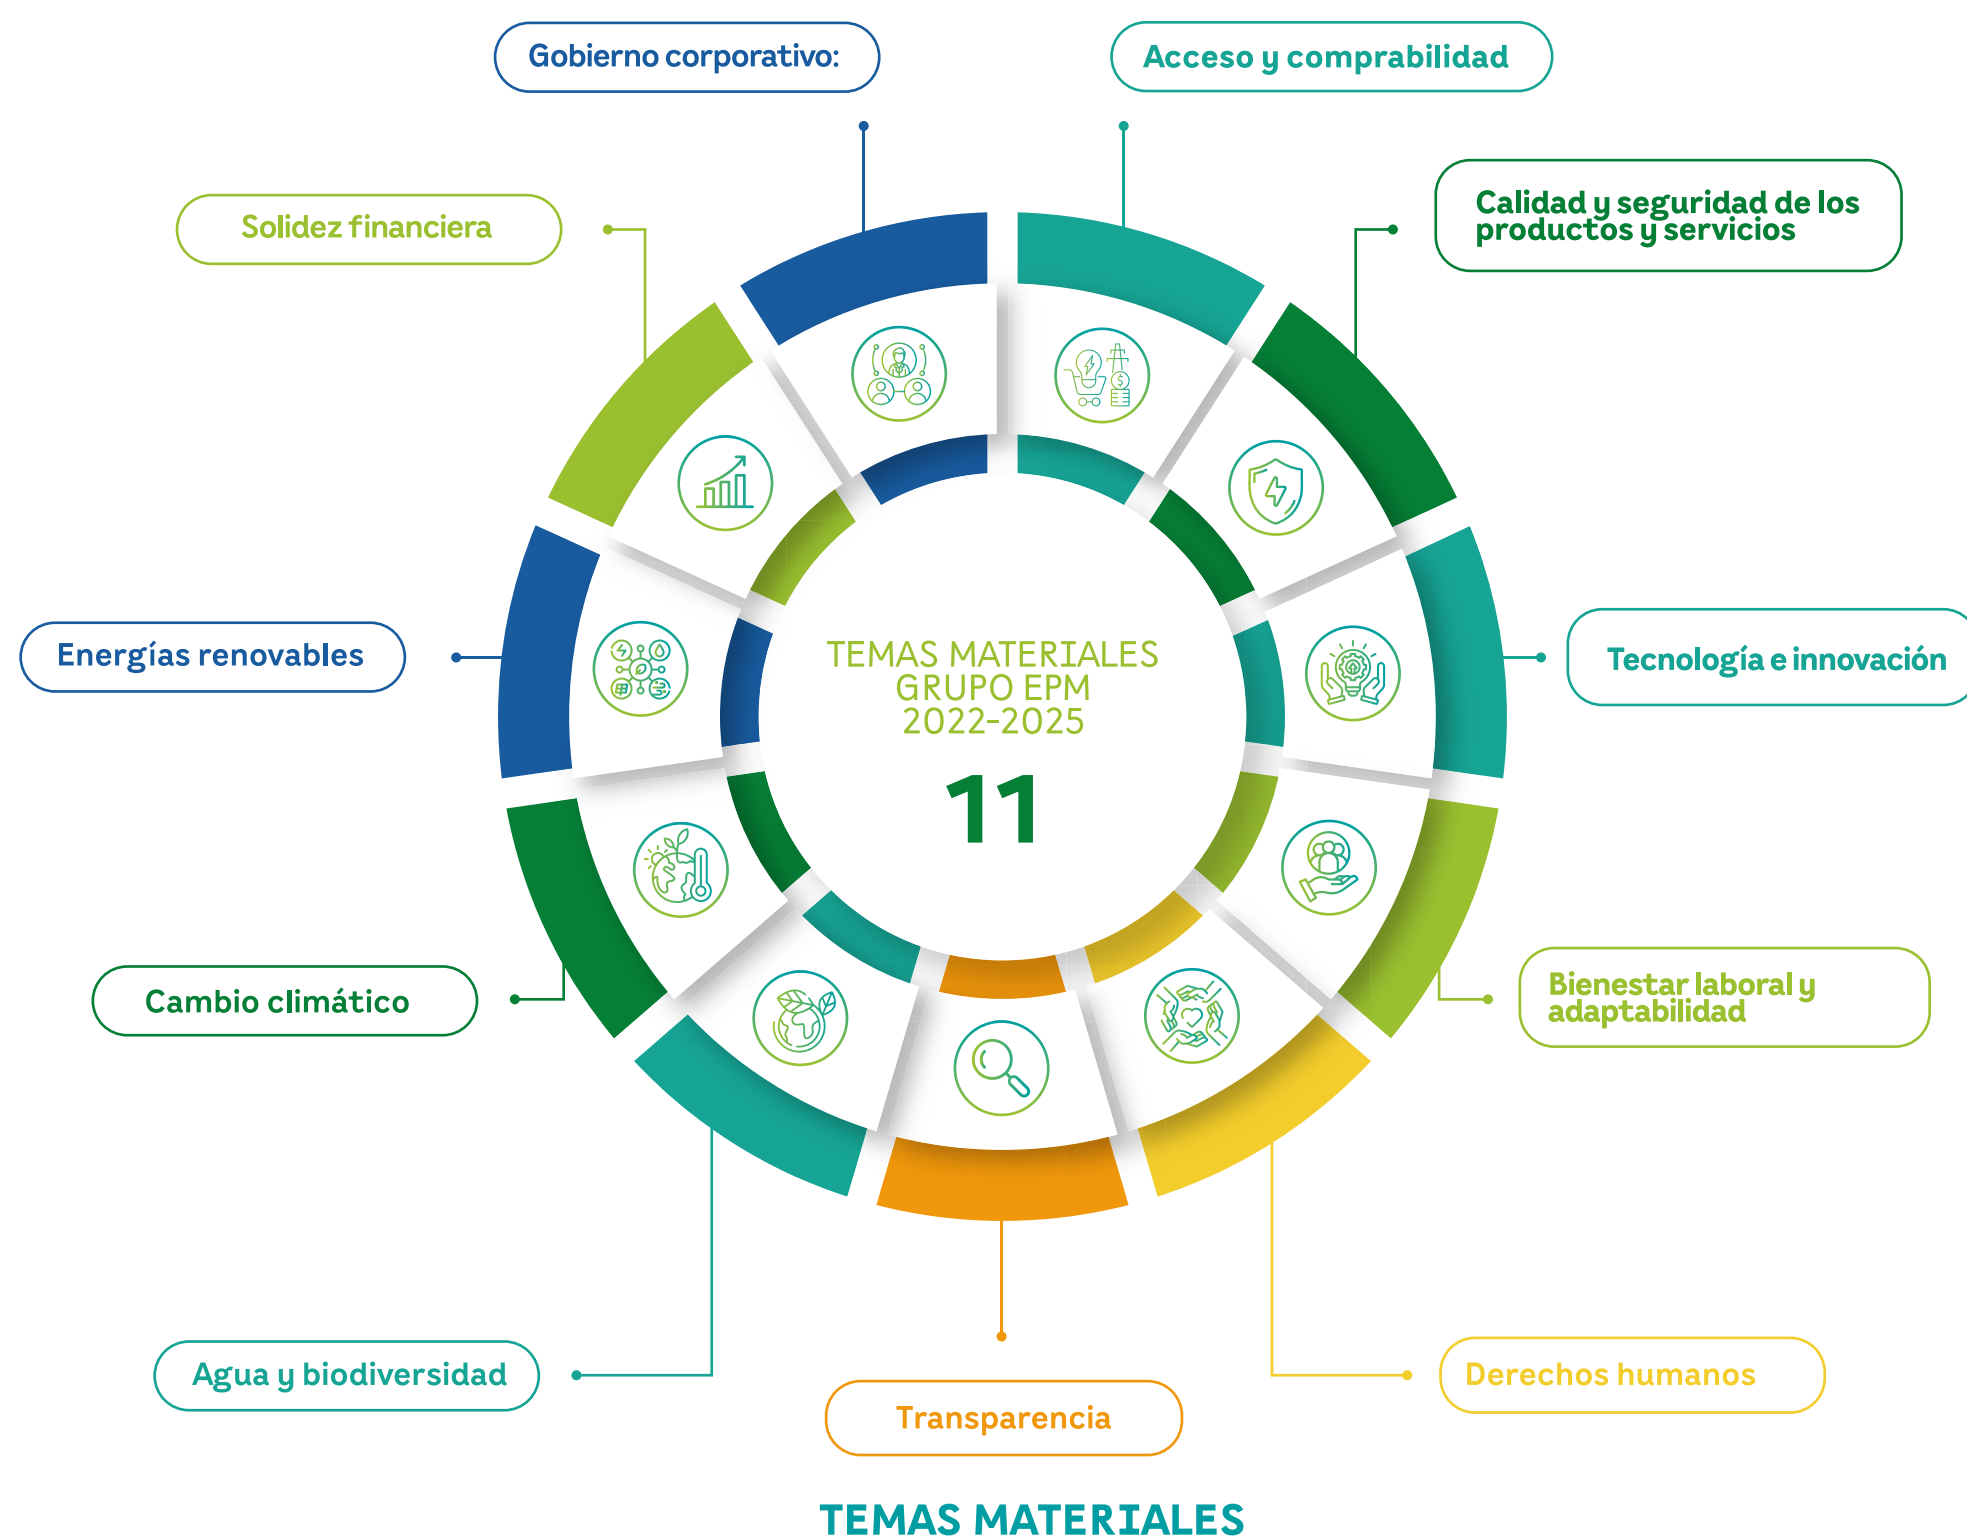 Gobierno corporativo:
Acceso y comprabilidad
Solidez financiera
Calidad y seguridad de los
productos y servicios
Energías renovables
TEMAS MATERIALES
GRUPO EPM
2022-2025
11
Tecnología e innovación
Cambio climático
Bienestar laboral y
adaptabilidad
Agua y biodiversidad
Transparencia
Derechos humanos
TEMAS MATERIALES